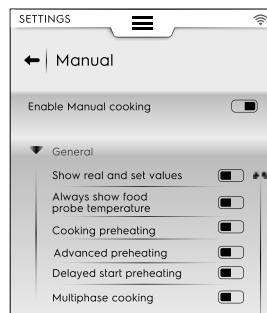 SETTINGS
Manual
Enable Manual cooking
General
Show real and set values
Always show food
probe temperature
Cooking preheating
Advanced preheating
Delayed start preheating
Multiphase cooking